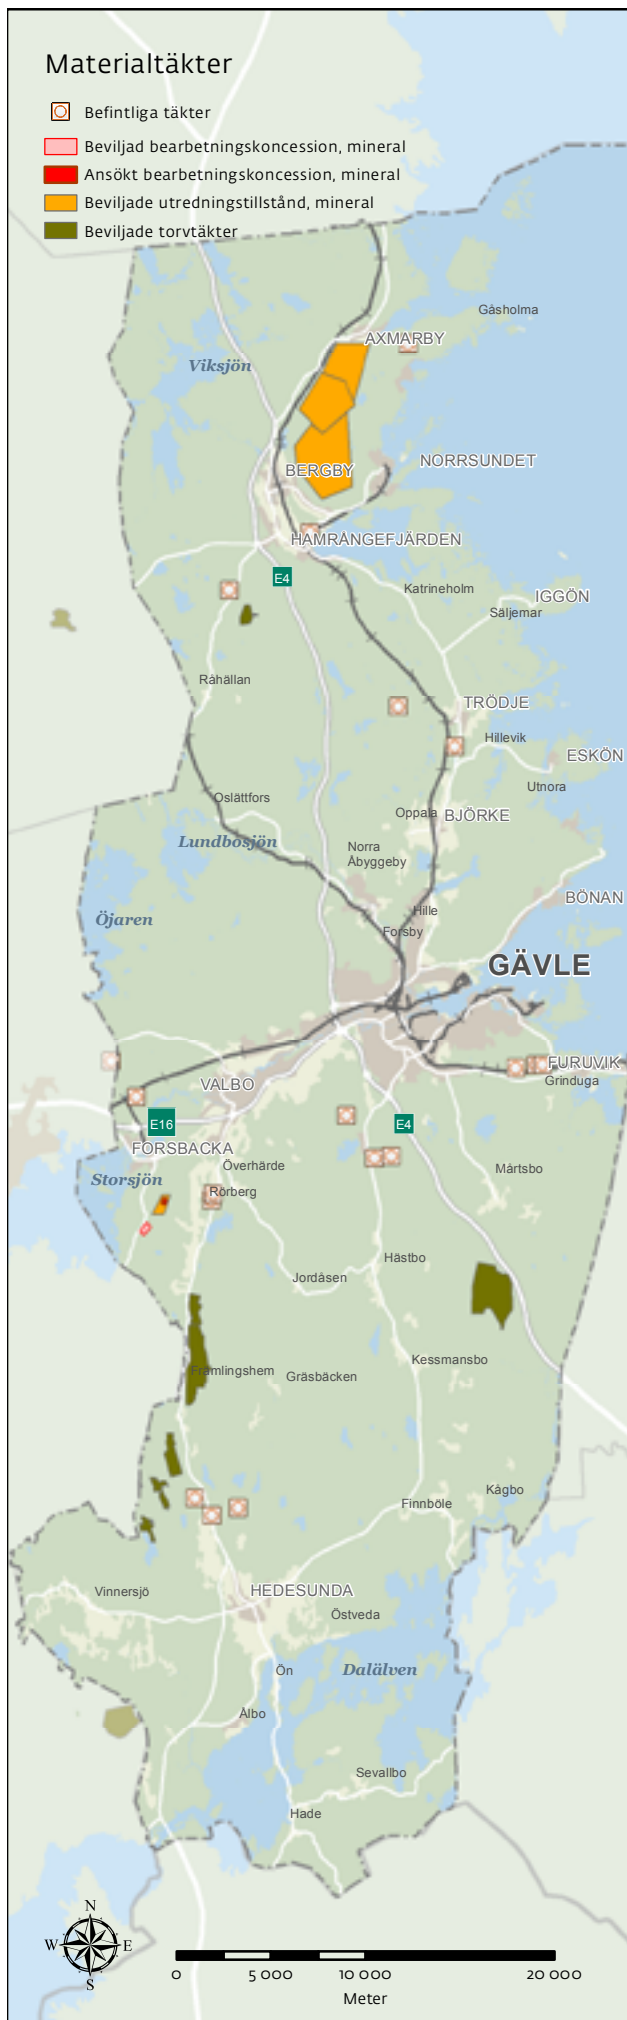 Materialtäkter
Befintliga täkter
Beviljad bearbetningskoncession, mineral
Ansökt bearbetningskoncession, mineral
Beviljade utredningstillstånd, mineral
Beviljade torvtäkter
Gåsholma
AXMARBY
Viksjön
NORRSUNDET
BERGBY
HAMRÅNGEFJÄRDEN
E4
Katrineholm
IGGÖN
Säljemar
Råhällan
TRÖDJE
Hillevik
ESKÖN
Utnora
Oslättfors
Oppala
BJÖRKE
Lundbosjön
Norra
Åbyggeby
BÖNAN
Hille
Öjaren
Forsby
GÄVLE
FURUVIK
Grinduga
VALBO
E16
E4
FORSBACKA
Överhärde
Mårtsbo
Storsjön
Rörberg
Hästbo
Jordåsen
Kessmansbo
Främlingshem
Gräsbäcken
Kågbo
Finnböle
Vinnersjö
HEDESUNDA
Östveda
Ön
Dalälven
Ålbo
Sevallbo
Hade
N
W
E
S
0
5 000
10 000
20 000
Meter